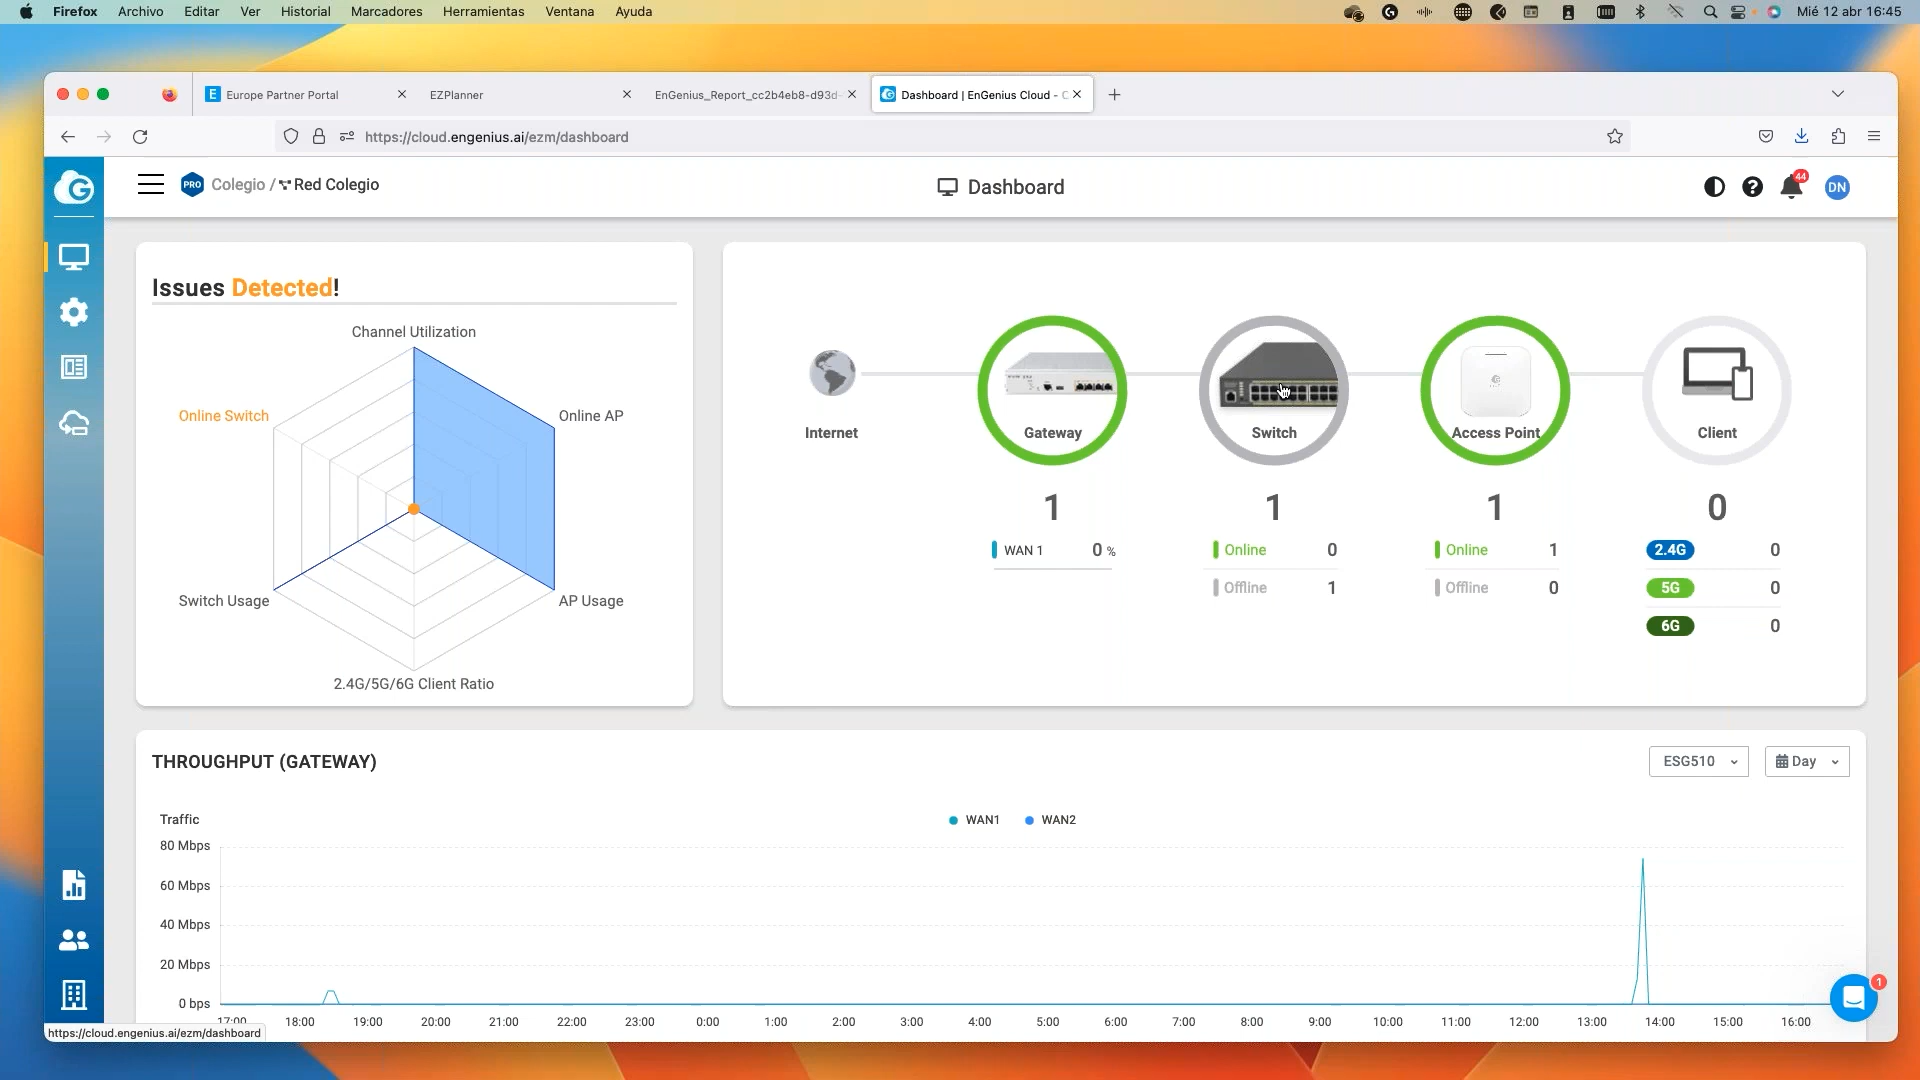 Firefox Archivo Editar Ver Historial Marcadores Herramientas Ventana Ayuda Mié 12 abr 16:45
Europe Partner Portal EZPlanner EnGenius_Report_cc2b4eb8-d93d- Dashboard | EnGenius Cloud - C
https://cloud.engenius.ai/ezm/dashboard
PRO Colegio / Red Colegio Dashboard 44 DN
Issues Detected!
Channel Utilization
Online Switch
Online AP
Switch Usage
AP Usage
2.4G/5G/6G Client Ratio
Internet Gateway Switch Access Point Client
1 1 1 0
WAN 1 0 % Online 0 Online 1 2.4G 0
Offline 1 Offline 0 5G 0
6G 0
THROUGHPUT (GATEWAY) ESG510 Day
Traffic WAN1 WAN2
80 Mbps
60 Mbps
40 Mbps
20 Mbps
0 bps
17:00 18:00 19:00 20:00 21:00 22:00 23:00 0:00 1:00 2:00 3:00 4:00 5:00 6:00 7:00 8:00 9:00 10:00 11:00 12:00 13:00 14:00 15:00 16:00
1
https://cloud.engenius.ai/ezm/dashboard